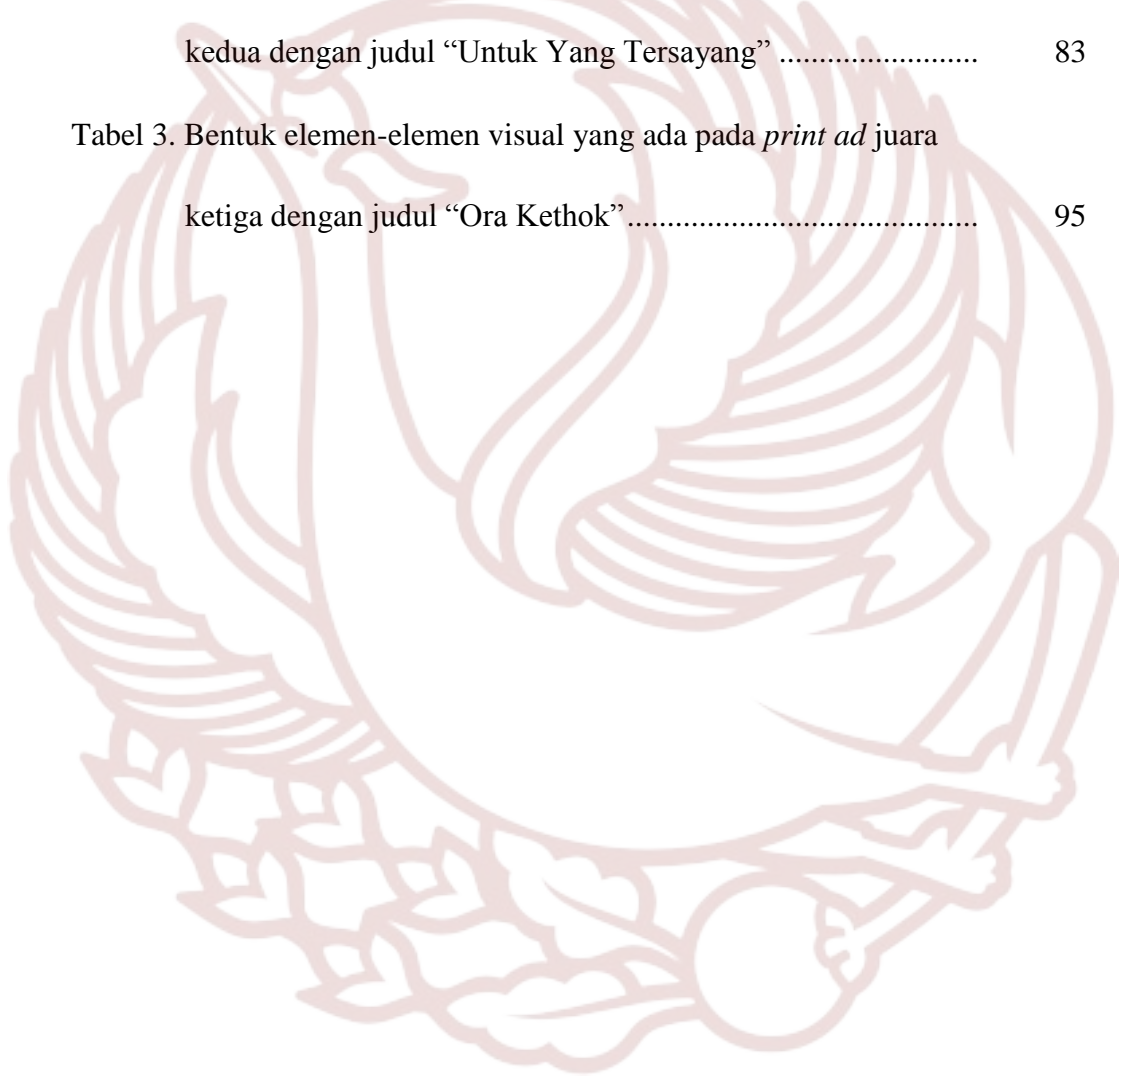 kedua dengan judul “Untuk Yang Tersayang” ......................... 83
Tabel 3. Bentuk elemen-elemen visual yang ada pada print ad juara
ketiga dengan judul “Ora Kethok”............................................. 95